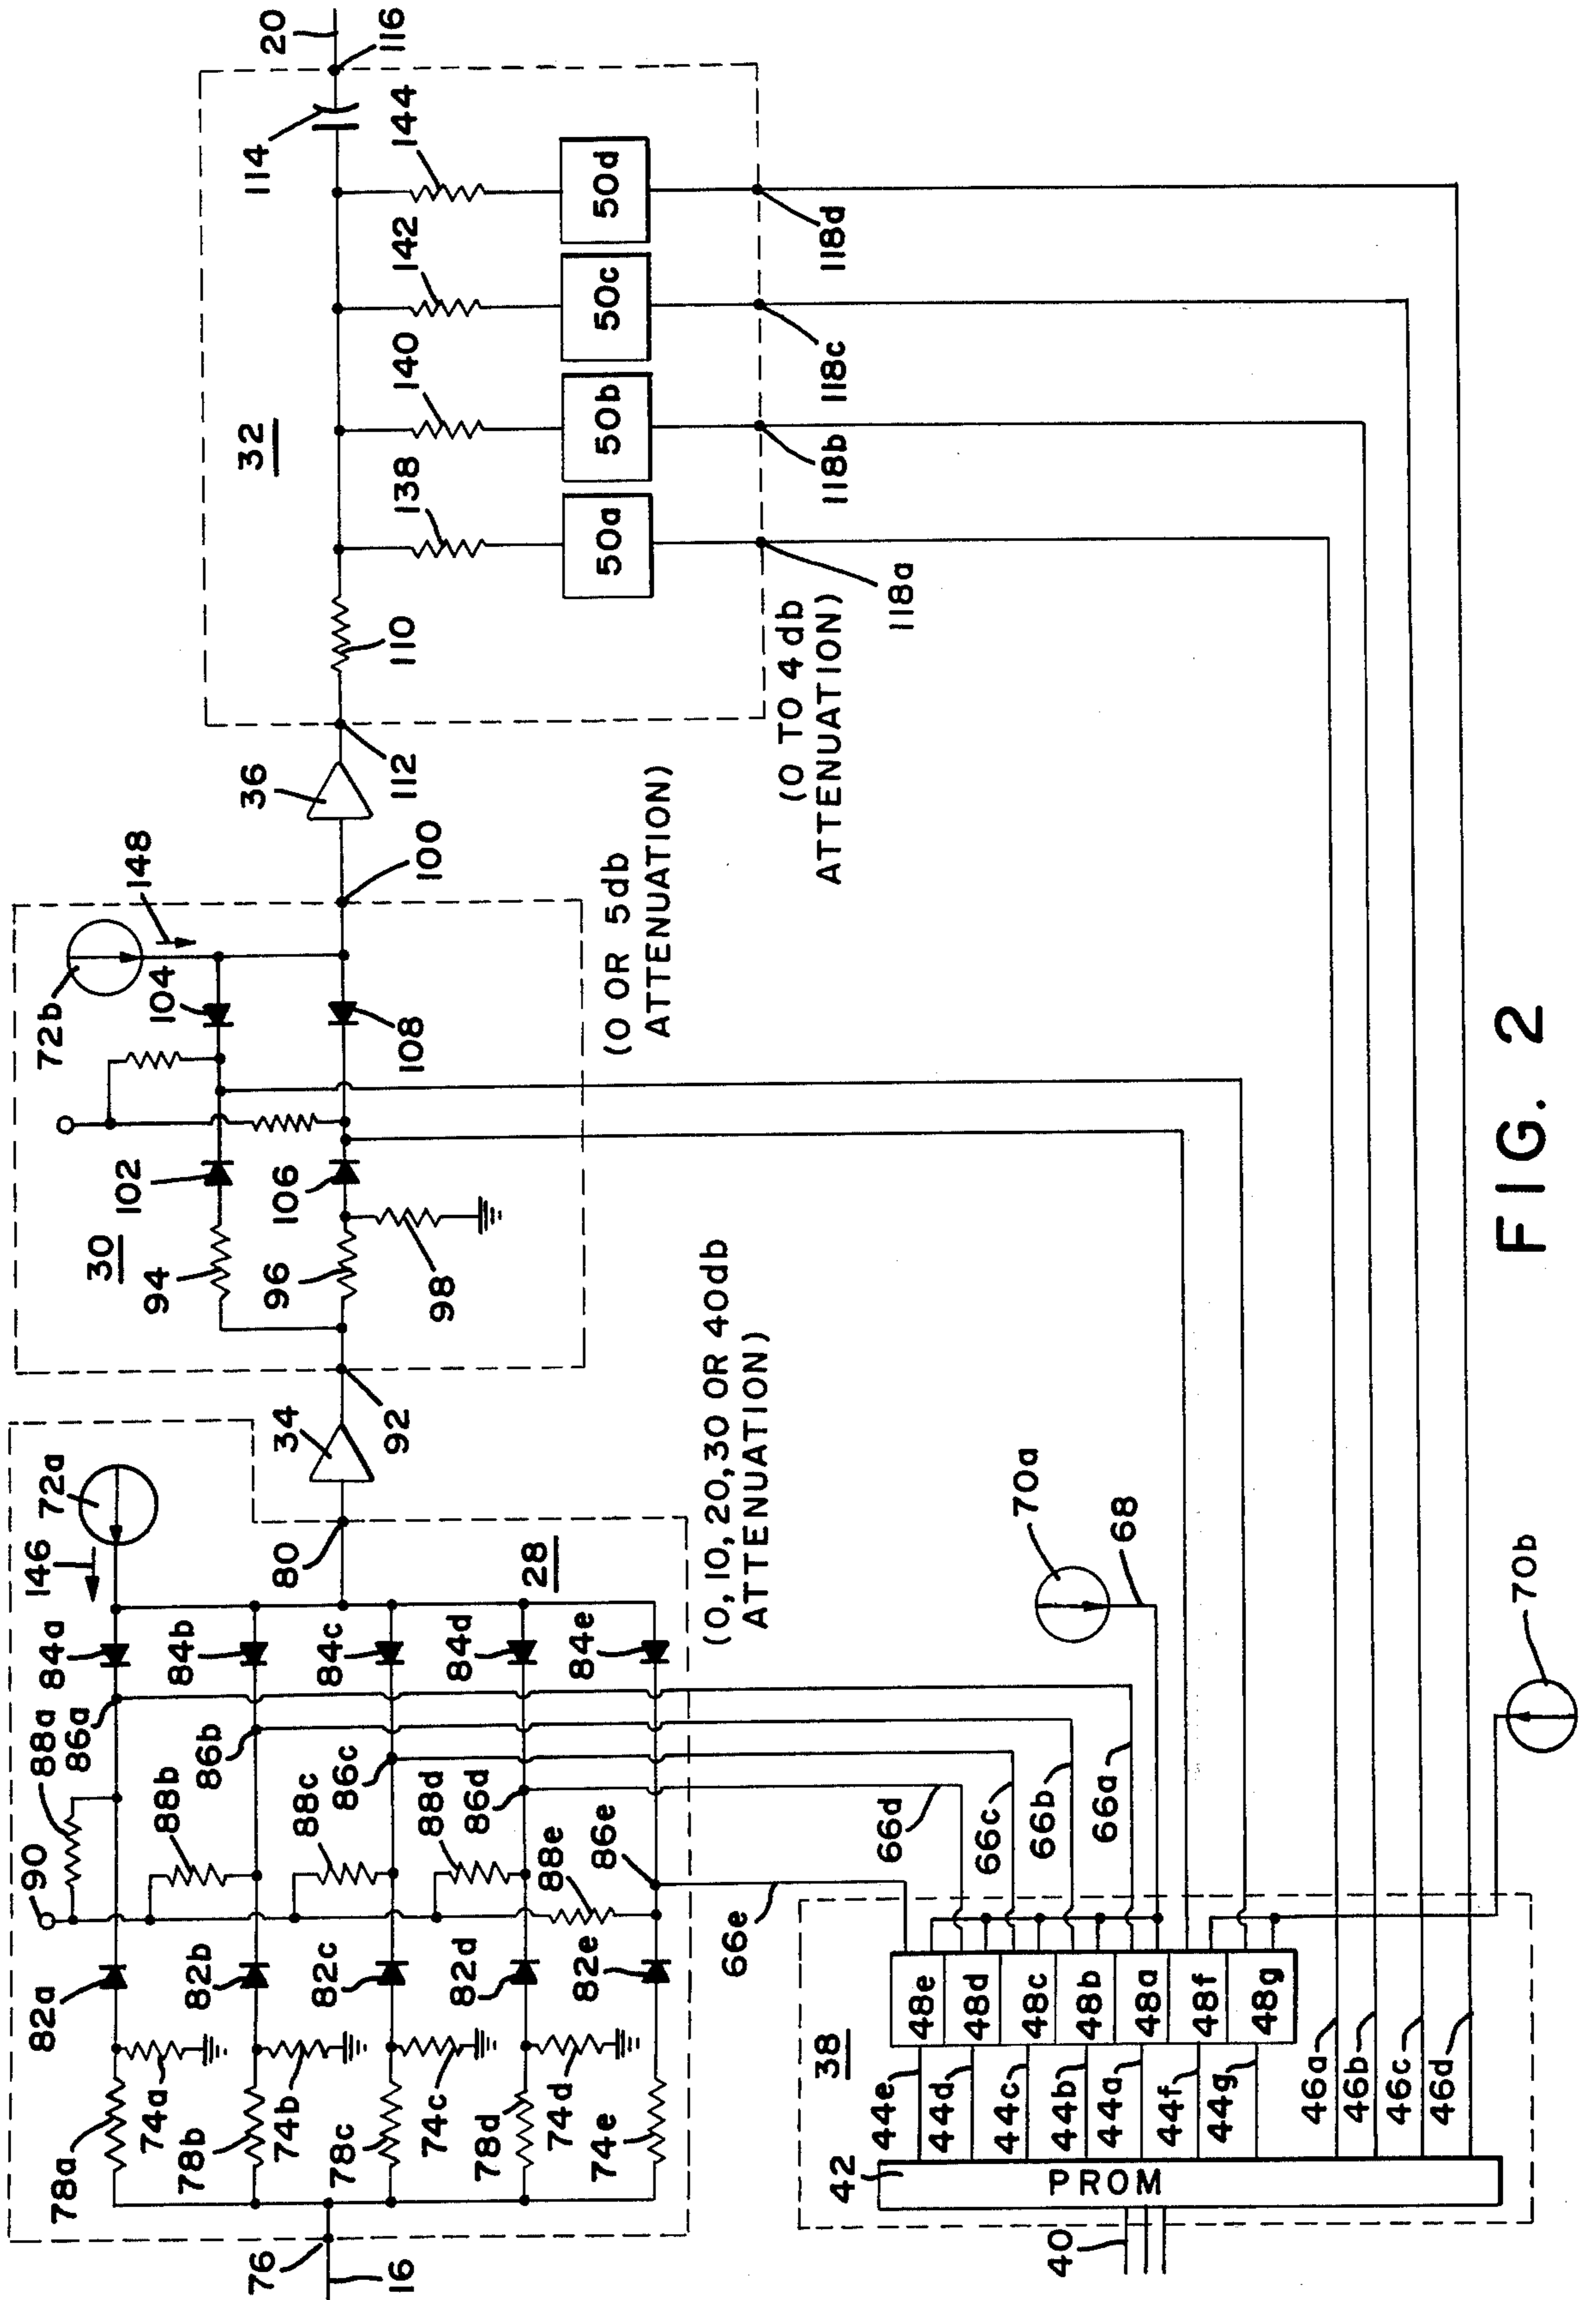 72a
146
84a
84b
84c
84d
84e
80
28
34
92
88a
86a
90
88b
86b
88c
86c
88d
86d
88e
86e
82a
82b
82c
82d
82e
78a
74a
78b
74b
78c
74c
78d
74d
74e
76
16
(0, 10, 20, 30 OR 40db
ATTENUATION)
72b
148
104
108
102
106
30
94
96
98
100
36
112
(0 OR 5db
ATTENUATION)
20
116
114
144
142
140
138
32
110
50a
50b
50c
50d
118a
118b
118c
118d
(0 TO 4db
ATTENUATION)
70a
68
70b
66a
66b
66c
66d
66e
38
48e
48d
48c
48b
48a
48f
48g
44e
44d
44c
44b
44a
44f
44g
46a
46b
46c
46d
42
PROM
40
FIG. 2